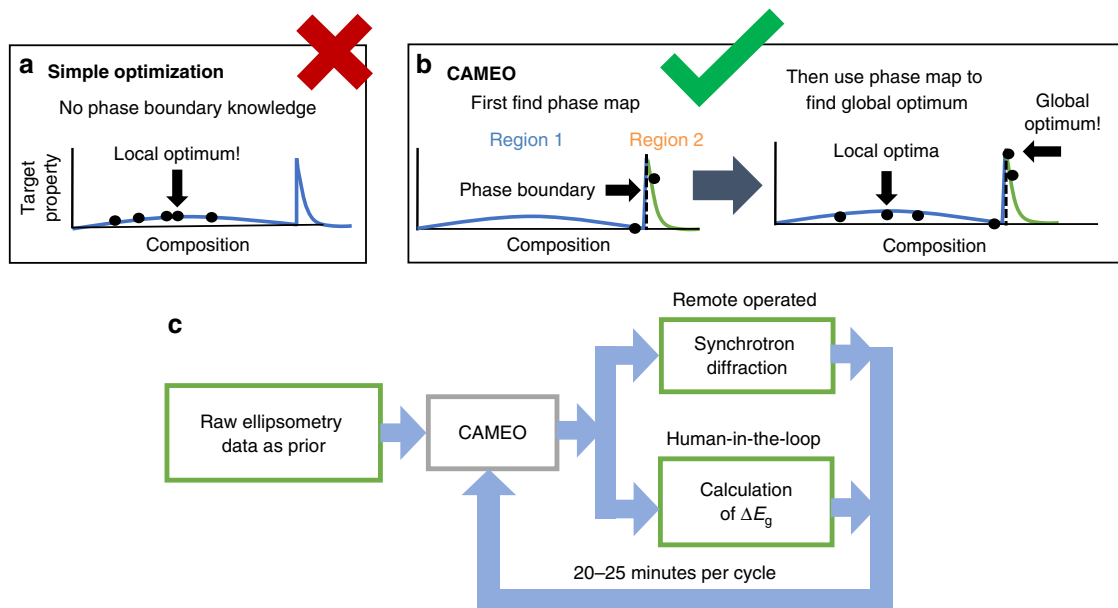 a
Simple optimization
No phase boundary knowledge
Local optimum!
Target
property
Composition
b
CAMEO
First find phase map
Region 1
Region 2
Phase boundary
Composition
Then use phase map to
find global optimum
Global
optimum!
Local optima
Composition
c
Raw ellipsometry
data as prior
CAMEO
Remote operated
Synchrotron
diffraction
Human-in-the-loop
Calculation
of ΔEg
20–25 minutes per cycle